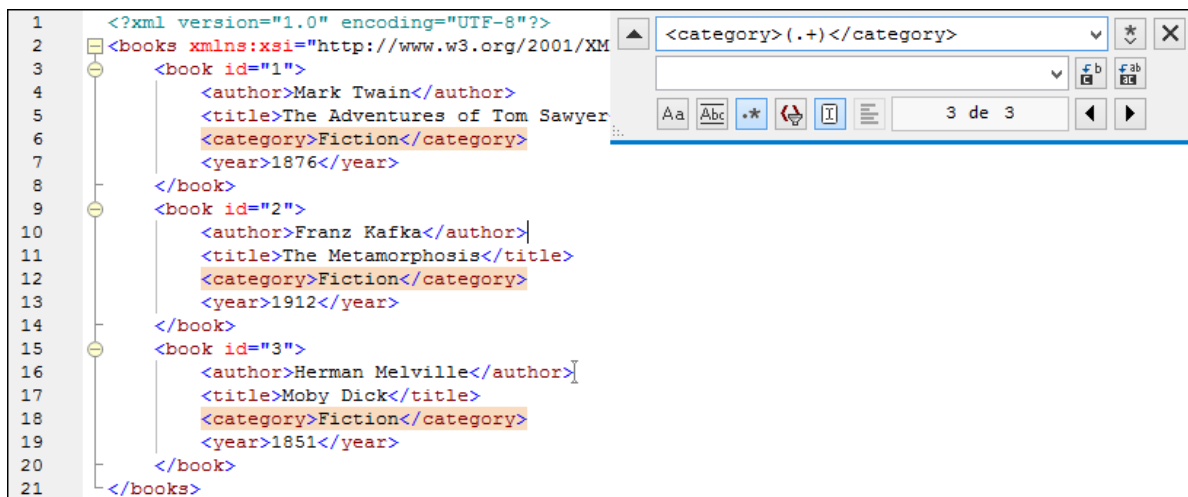 1 <?xml version="1.0" encoding="UTF-8"?>
2 <books xmlns:xsi="http://www.w3.org/2001/XM
3 <book id="1">
4 <author>Mark Twain</author>
5 <title>The Adventures of Tom Sawyer
6 <category>Fiction</category>
7 <year>1876</year>
8 </book>
9 <book id="2">
10 <author>Franz Kafka</author>
11 <title>The Metamorphosis</title>
12 <category>Fiction</category>
13 <year>1912</year>
14 </book>
15 <book id="3">
16 <author>Herman Melville</author>
17 <title>Moby Dick</title>
18 <category>Fiction</category>
19 <year>1851</year>
20 </book>
21 </books>
<category>(.+)</category>
Aa Abc .* 3 de 3